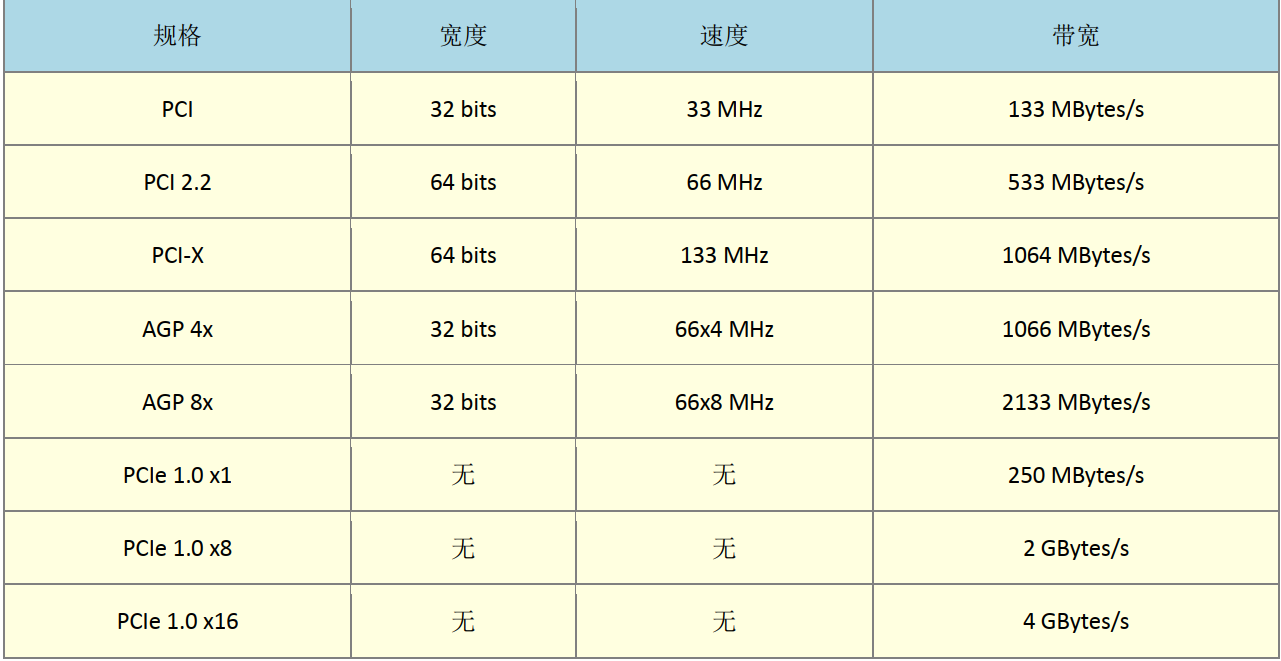 规格 宽度 速度 带宽
PCI 32 bits 33 MHz 133 MBytes/s
PCI 2.2 64 bits 66 MHz 533 MBytes/s
PCI-X 64 bits 133 MHz 1064 MBytes/s
AGP 4x 32 bits 66x4 MHz 1066 MBytes/s
AGP 8x 32 bits 66x8 MHz 2133 MBytes/s
PCIe 1.0 x1 无 无 250 MBytes/s
PCIe 1.0 x8 无 无 2 GBytes/s
PCIe 1.0 x16 无 无 4 GBytes/s